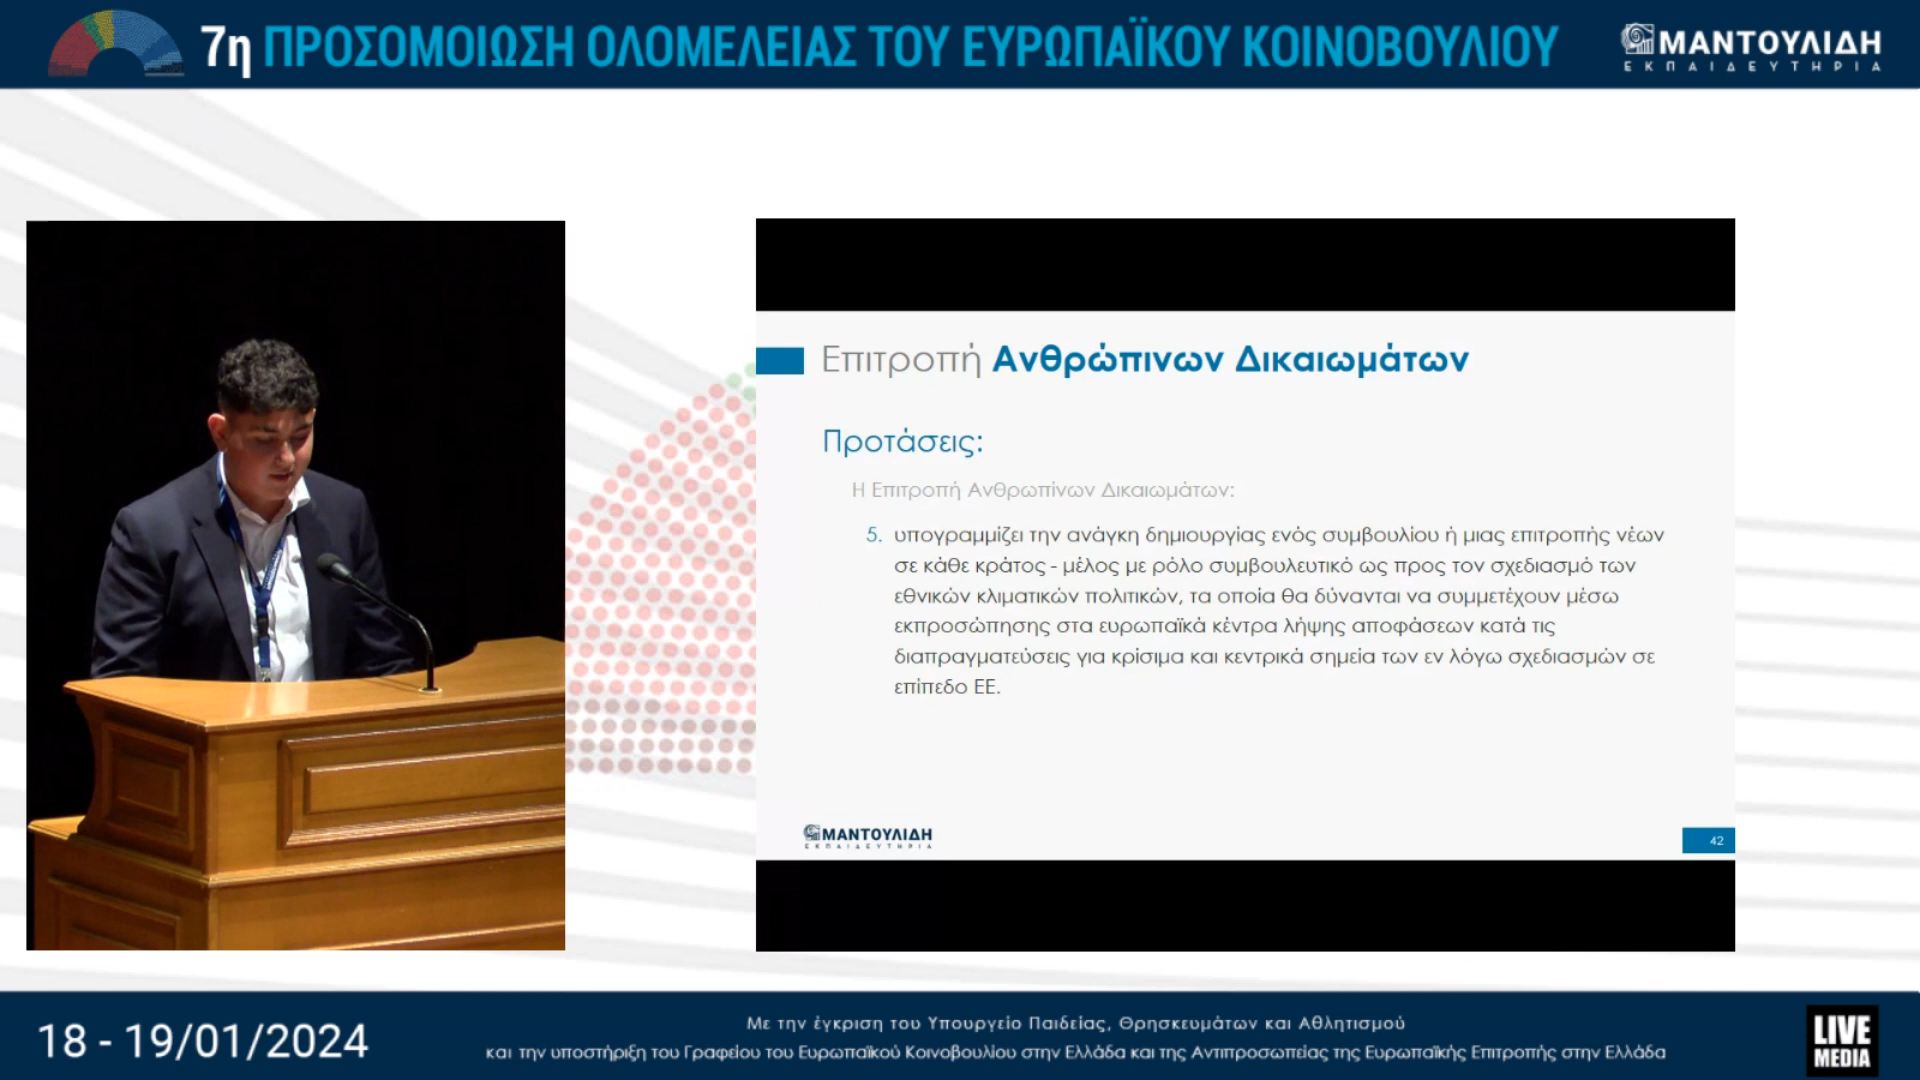 7η ΠΡΟΣΟΜΟΙΩΣΗ ΟΛΟΜΕΛΕΙΑΣ ΤΟΥ ΕΥΡΩΠΑΪΚΟΥ ΚΟΙΝΟΒΟΥΛΙΟΥ
ΜΑΝΤΟΥΛΙΔΗ
ΕΚΠΑΙΔΕΥΤΗΡΙΑ
Επιτροπή Ανθρώπινων Δικαιωμάτων
Προτάσεις:
Η Επιτροπή Ανθρωπίνων Δικαιωμάτων:
5. υπογραμμίζει την ανάγκη δημιουργίας ενός συμβουλίου ή μιας επιτροπής νέων
σε κάθε κράτος - μέλος με ρόλο συμβουλευτικό ως προς τον σχεδιασμό των
εθνικών κλιματικών πολιτικών, τα οποία θα δύνανται να συμμετέχουν μέσω
εκπροσώπησης στα ευρωπαϊκά κέντρα λήψης αποφάσεων κατά τις
διαπραγματεύσεις για κρίσιμα και κεντρικά σημεία των εν λόγω σχεδιασμών σε
επίπεδο ΕΕ.
ΜΑΝΤΟΥΛΙΔΗ
ΕΚΠΑΙΔΕΥΤΗΡΙΑ
42
18 - 19/01/2024
Με την έγκριση του Υπουργείο Παιδείας, Θρησκευμάτων και Αθλητισμού
και την υποστήριξη του Γραφείου του Ευρωπαϊκού Κοινοβουλίου στην Ελλάδα και της Αντιπροσωπείας της Ευρωπαϊκής Επιτροπής στην Ελλάδα
LIVE
MEDIA